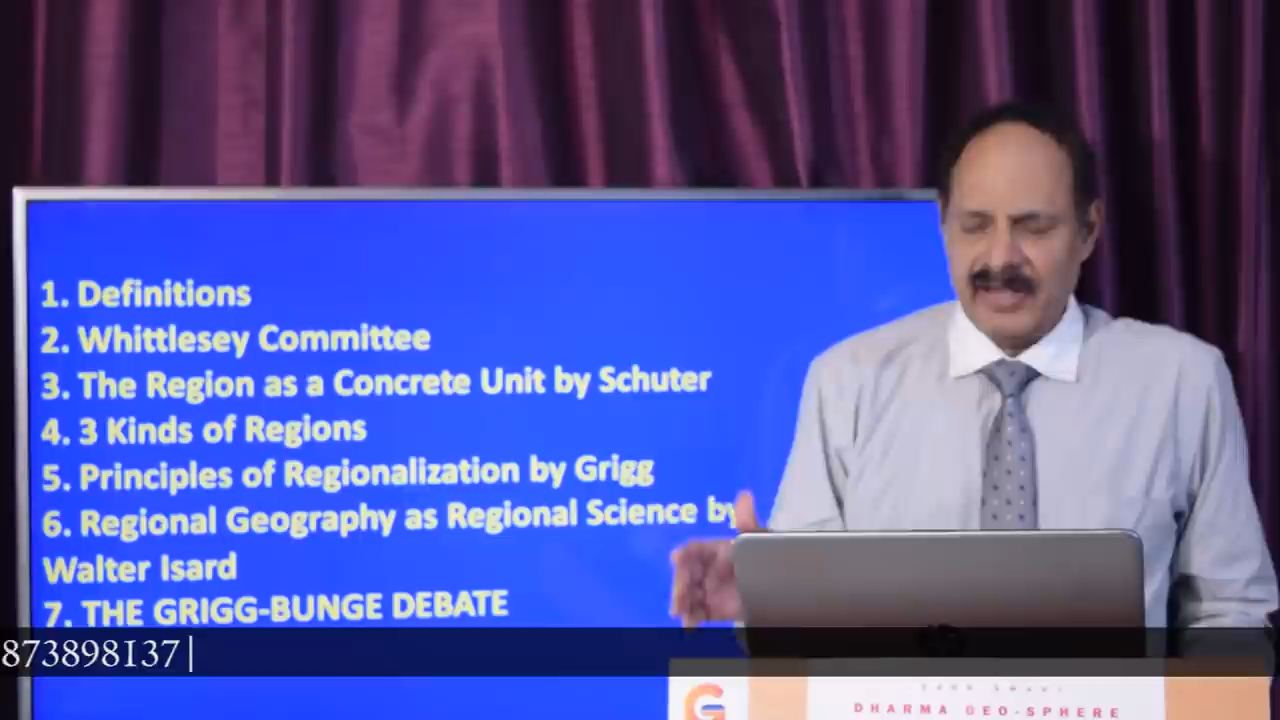 1. Definitions
2. Whittlesey Committee
3. The Region as a Concrete Unit by Schuter
4. 3 Kinds of Regions
5. Principles of Regionalization by Grigg
6. Regional Geography as Regional Science by
Walter Isard
7. THE GRIGG-BUNGE DEBATE
873898137|
DHARMA GEO-SPHERE